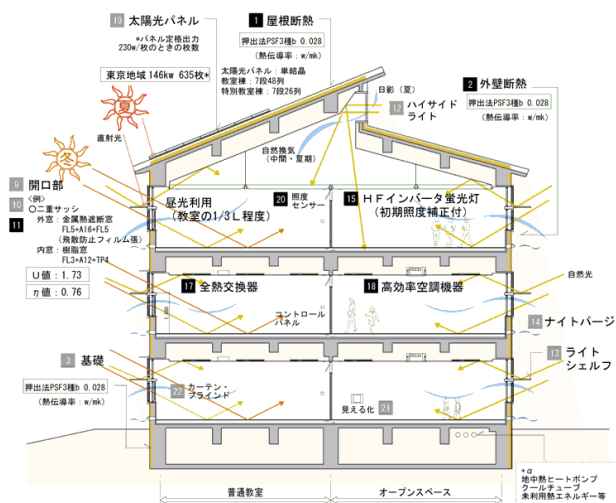 19 太陽光パネル
*パネル定格出力
230w/枚のときの枚数
東京地域 146kw 635枚*
1 屋根断熱
押出法PSF3種b 0.028
(熱伝導率:w/mk)
太陽光パネル:単結晶
教室棟:7段48列
特別教室棟:7段26列
日影(夏)
12 ハイサイド
ライト
2 外壁断熱
押出法PSF3種b 0.028
(熱伝導率:w/mk)
夏
直射光
自然換気
(中間・夏期)
冬
9 開口部
10 <例>
11 〇二重サッシ
外窓:金属熱遮断窓
FL5+A16+FL5
(飛散防止フィルム張)
内窓:樹脂窓
FL3+A12+TP4
U値:1.73
η値:0.76
昼光利用
(教室の1/3L程度)
20 照度
センサー
15 HFインバータ蛍光灯
(初期照度補正付)
自然光
17 全熱交換器
コントロール
パネル
18 高効率空調機器
14 ナイトパージ
13 ライト
シェルフ
3 基礎
押出法PSF3種b 0.028
(熱伝導率:w/mk)
22 カーテン・
ブラインド
見える化 21
+α
地中熱ヒートポンプ
クールチューブ
未利用熱エネルギー等
普通教室
オープンスペース